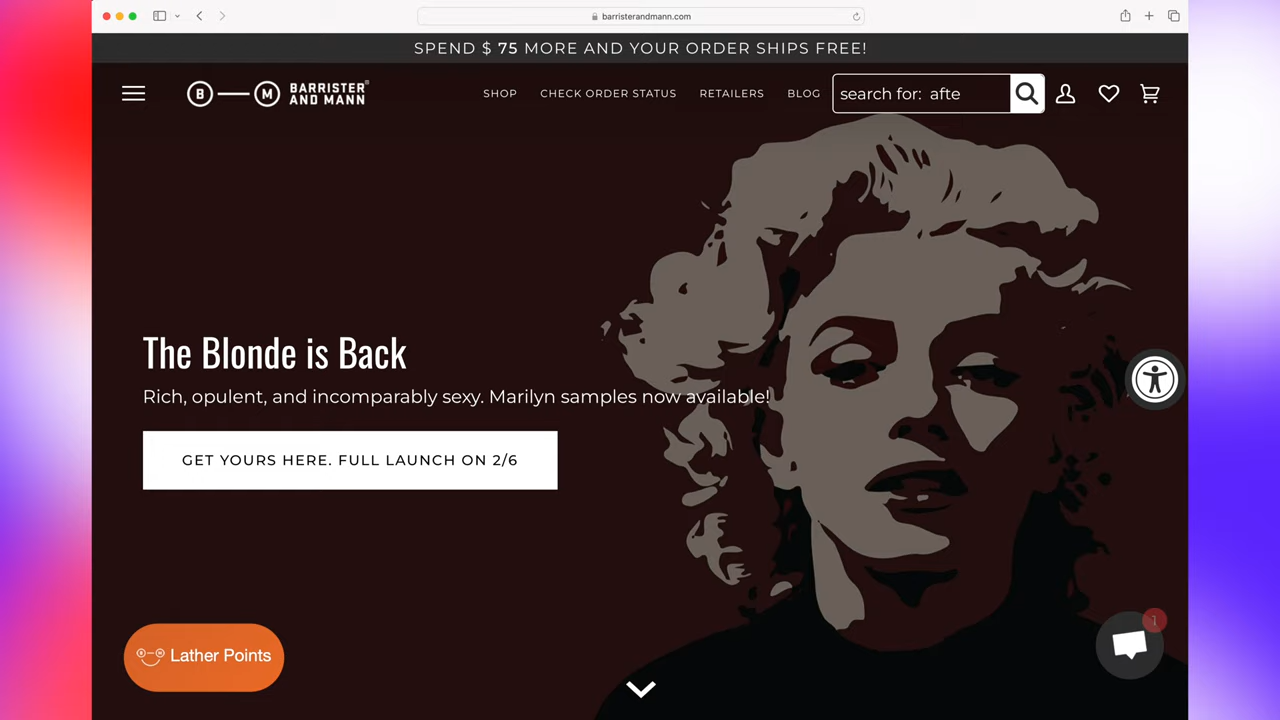 barristerandmann.com
SPEND $ 75 MORE AND YOUR ORDER SHIPS FREE!
B M BARRISTER AND MANN
SHOP CHECK ORDER STATUS RETAILERS BLOG search for: afte
The Blonde is Back
Rich, opulent, and incomparably sexy. Marilyn samples now available!
GET YOURS HERE. FULL LAUNCH ON 2/6
Lather Points
1